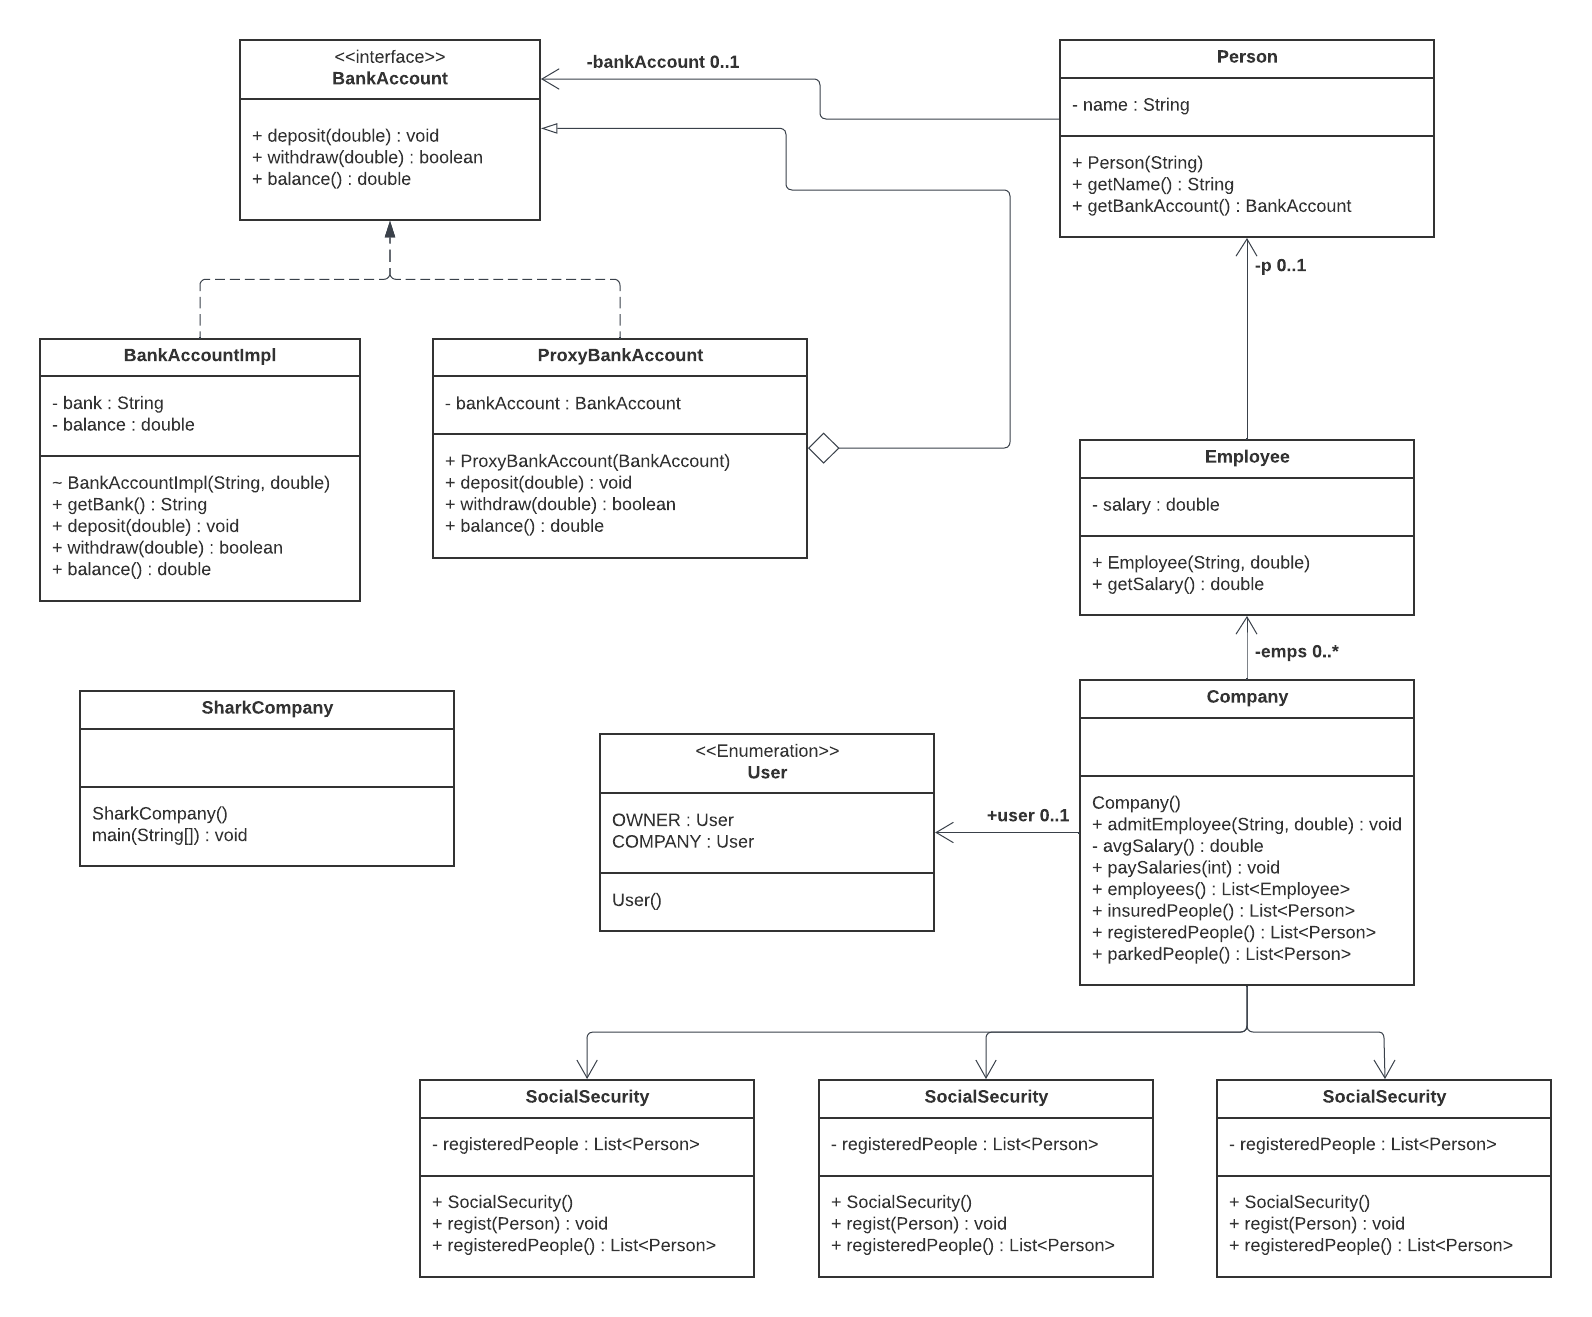 <<interface>>
BankAccount
+ deposit(double) : void
+ withdraw(double) : boolean
+ balance() : double
-bankAccount 0..1
Person
- name : String
+ Person(String)
+ getName() : String
+ getBankAccount() : BankAccount
-p 0..1
BankAccountImpl
- bank : String
- balance : double
~ BankAccountImpl(String, double)
+ getBank() : String
+ deposit(double) : void
+ withdraw(double) : boolean
+ balance() : double
ProxyBankAccount
- bankAccount : BankAccount
+ ProxyBankAccount(BankAccount)
+ deposit(double) : void
+ withdraw(double) : boolean
+ balance() : double
Employee
- salary : double
+ Employee(String, double)
+ getSalary() : double
-emps 0..*
SharkCompany
SharkCompany()
main(String[]) : void
<<Enumeration>>
User
OWNER : User
COMPANY : User
User()
+user 0..1
Company
Company()
+ admitEmployee(String, double) : void
- avgSalary() : double
+ paySalaries(int) : void
+ employees() : List<Employee>
+ insuredPeople() : List<Person>
+ registeredPeople() : List<Person>
+ parkedPeople() : List<Person>
SocialSecurity
- registeredPeople : List<Person>
+ SocialSecurity()
+ regist(Person) : void
+ registeredPeople() : List<Person>
SocialSecurity
- registeredPeople : List<Person>
+ SocialSecurity()
+ regist(Person) : void
+ registeredPeople() : List<Person>
SocialSecurity
- registeredPeople : List<Person>
+ SocialSecurity()
+ regist(Person) : void
+ registeredPeople() : List<Person>